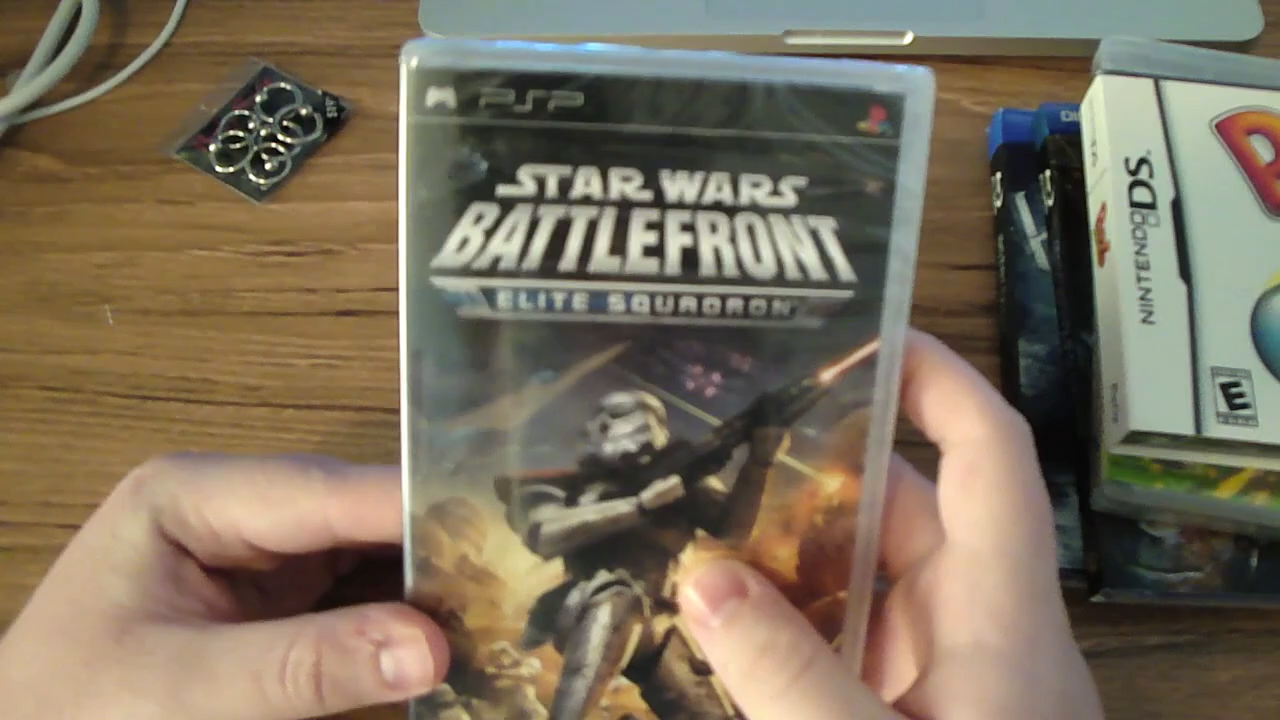 PSP
STAR WARS
BATTLEFRONT
ELITE SQUADRON
NINTENDO DS
E